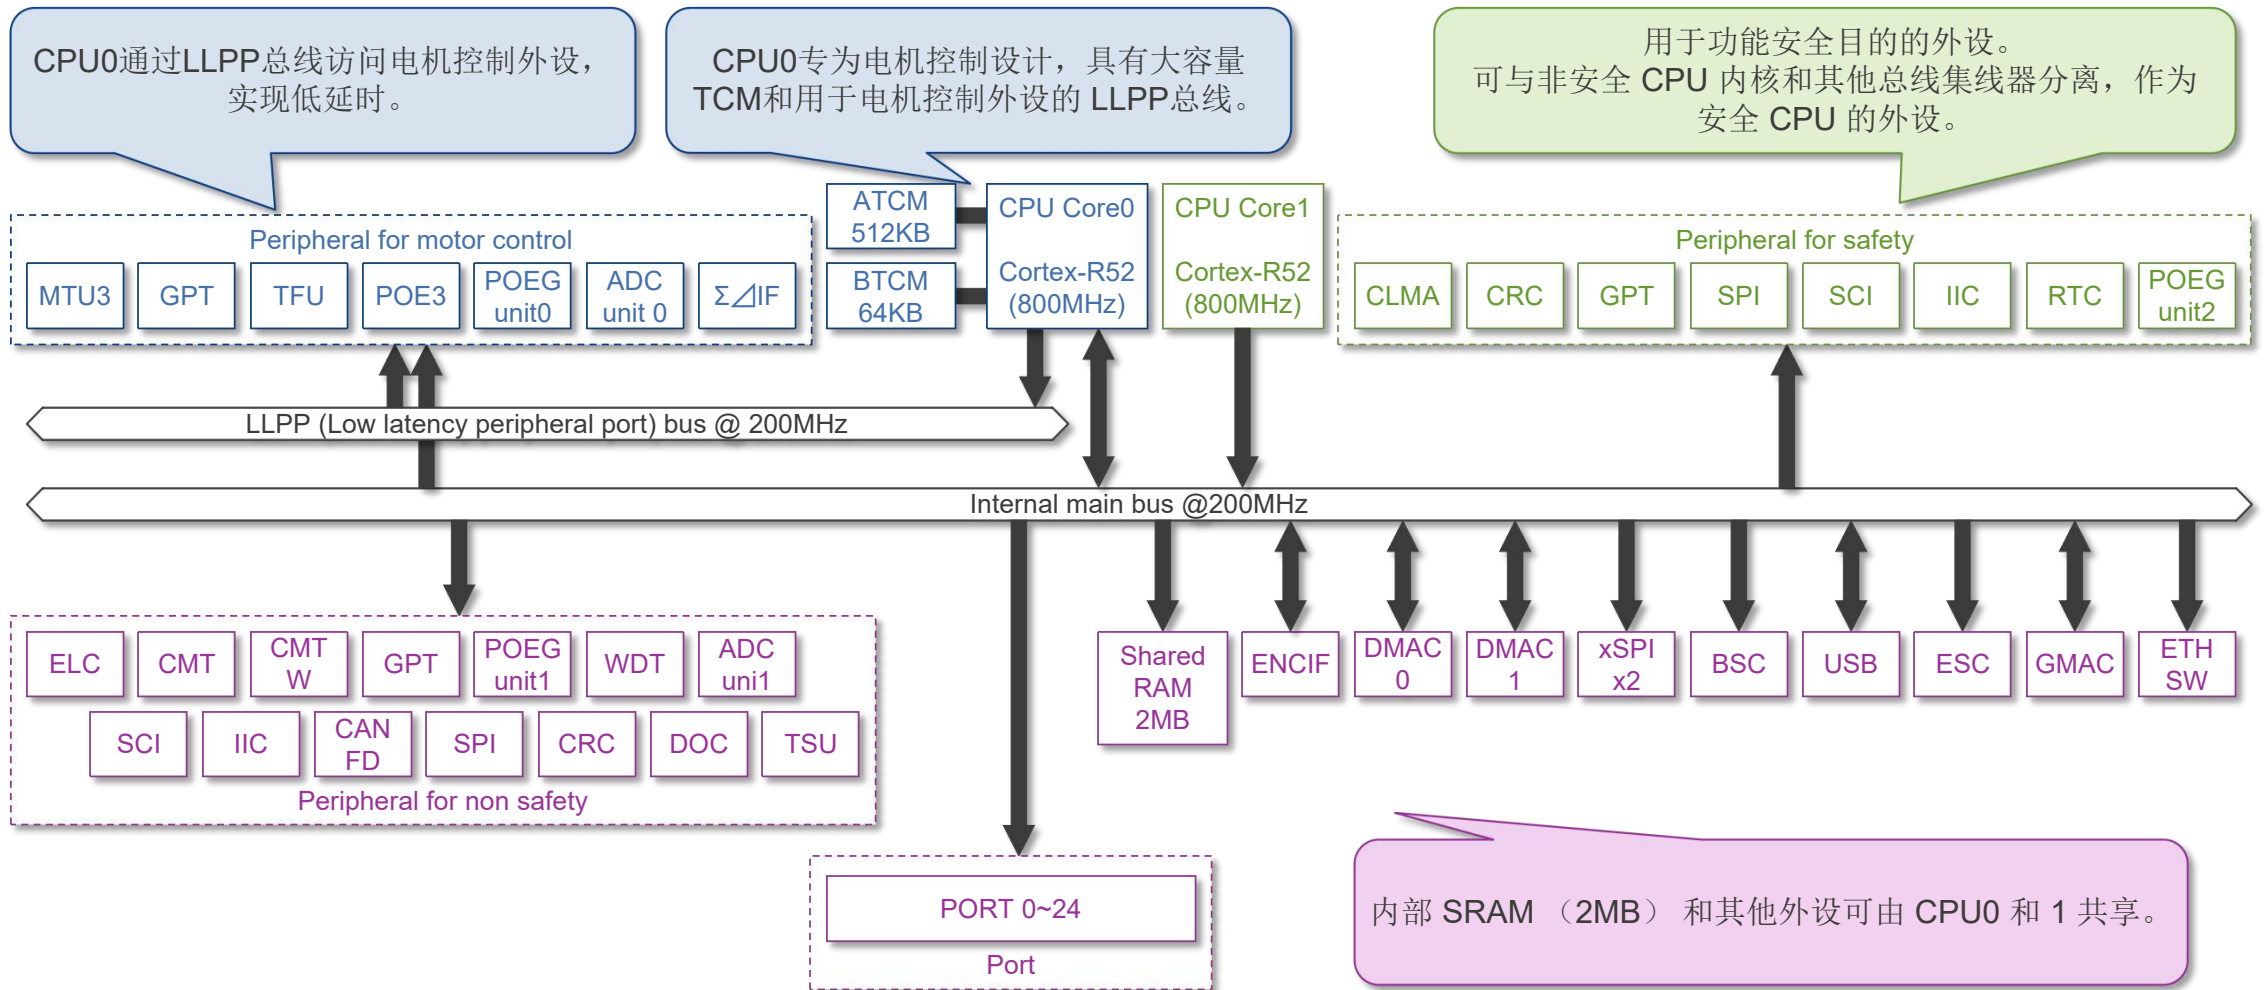 CPU0通过LLPP总线访问电机控制外设，
实现低延时。
CPU0专为电机控制设计，具有大容量
TCM和用于电机控制外设的 LLPP总线。
用于功能安全目的的外设。
可与非安全 CPU 内核和其他总线集线器分离，作为
安全 CPU 的外设。
Peripheral for motor control
MTU3
GPT
TFU
POE3
POEG
unit0
ADC
unit 0
Σ⊿IF
ATCM
512KB
BTCM
64KB
CPU Core0
Cortex-R52
(800MHz)
CPU Core1
Cortex-R52
(800MHz)
Peripheral for safety
CLMA
CRC
GPT
SPI
SCI
IIC
RTC
POEG
unit2
LLPP (Low latency peripheral port) bus @ 200MHz
Internal main bus @200MHz
ELC
CMT
CMT
W
GPT
POEG
unit1
WDT
ADC
uni1
SCI
IIC
CAN
FD
SPI
CRC
DOC
TSU
Peripheral for non safety
Shared
RAM
2MB
ENCIF
DMAC
0
DMAC
1
xSPI
x2
BSC
USB
ESC
GMAC
ETH
SW
PORT 0~24
Port
内部 SRAM （2MB） 和其他外设可由 CPU0 和 1 共享。